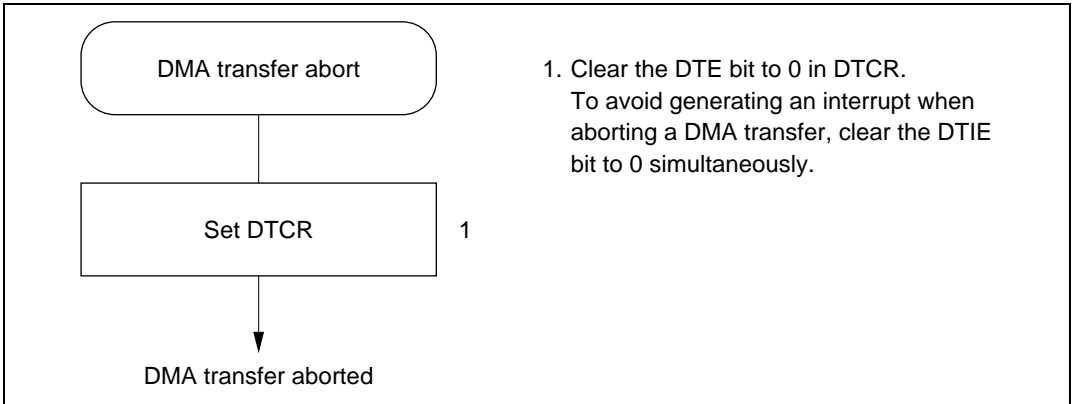 DMA transfer abort
Set DTCR
1
DMA transfer aborted
1. Clear the DTE bit to 0 in DTCR.
To avoid generating an interrupt when
aborting a DMA transfer, clear the DTIE
bit to 0 simultaneously.